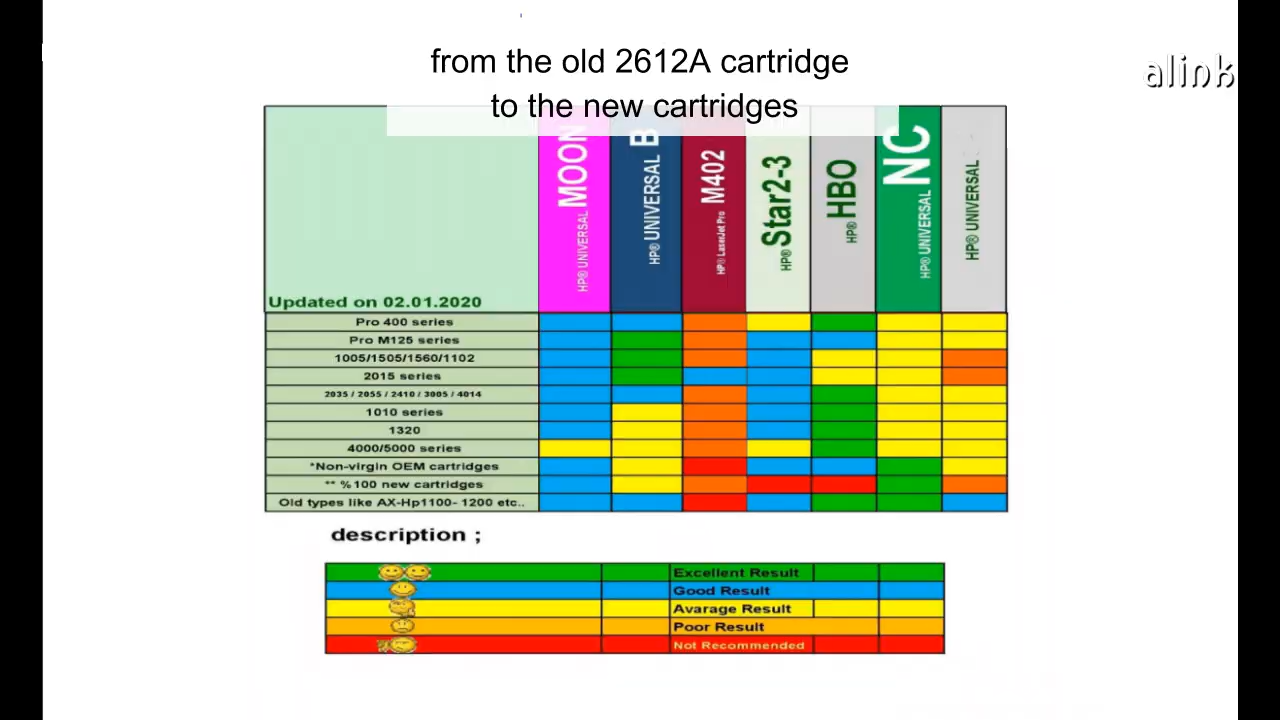 from the old 2612A cartridge
to the new cartridges
alink
HP® UNIVERSAL MOON
HP® UNIVERSAL B
HP® LaserJet Pro M402
HP® Star2-3
HP® HBO
HP® UNIVERSAL NC
HP® UNIVERSAL
Updated on 02.01.2020
Pro 400 series
Pro M125 series
1005/1505/1560/1102
2015 series
2035 / 2055 / 2410 / 3005 / 4014
1010 series
1320
4000/5000 series
*Non-virgin OEM cartridges
** %100 new cartridges
Old types like AX-Hp1100- 1200 etc..
description ;
Excellent Result
Good Result
Avarage Result
Poor Result
Not Recommended